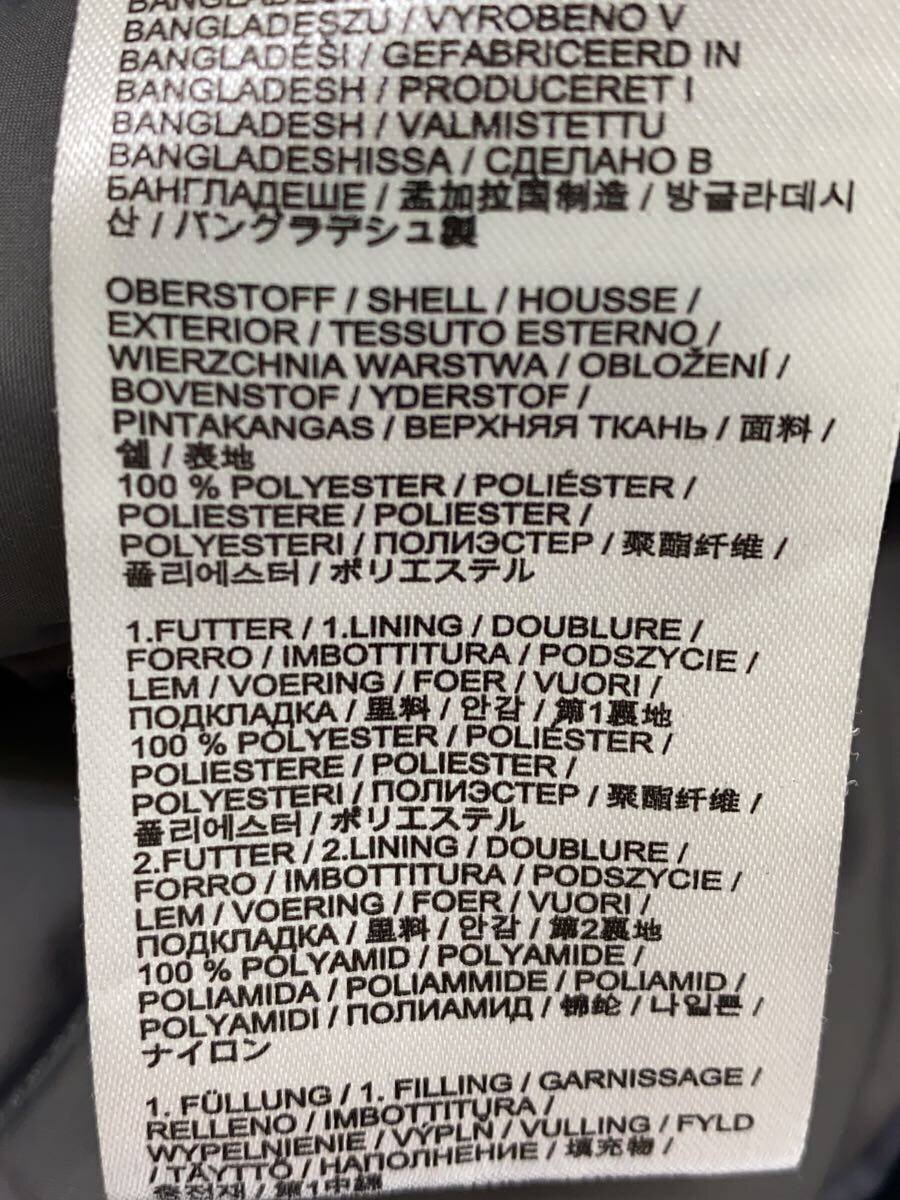 BANGLADESZU / VYROBENO V
BANGLADÉŠI / GEFABRICEERD IN
BANGLADESH / PRODUCERET I
BANGLADESH / VALMISTETTU
BANGLADESHISSA / СДЕЛАНО В
БАНГЛАДЕШЕ / 孟加拉国制造 / 방글라데시
산 / バングラデシュ製
OBERSTOFF / SHELL / HOUSSE /
EXTERIOR / TESSUTO ESTERNO /
WIERZCHNIA WARSTWA / OBLOŽENÍ /
BOVENSTOF / YDERSTOF /
PINTAKANGAS / ВЕРХНЯЯ ТКАНЬ / 面料 /
쉘 / 表地
100 % POLYESTER / POLIÉSTER /
POLIESTERE / POLIESTER /
POLYESTERI / ПОЛИЭСТЕР / 聚酯纤维 /
폴리에스터 / ポリエステル
1.FUTTER / 1.LINING / DOUBLURE /
FORRO / IMBOTTITURA / PODSZYCIE /
LEM / VOERING / FOER / VUORI /
ПОДКЛАДКА / 里料 / 안감 / 第1裏地
100 % POLYESTER / POLIÉSTER /
POLIESTERE / POLIESTER /
POLYESTERI / ПОЛИЭСТЕР / 聚酯纤维 /
폴리에스터 / ポリエステル
2.FUTTER / 2.LINING / DOUBLURE /
FORRO / IMBOTTITURA / PODSZYCIE /
LEM / VOERING / FOER / VUORI /
ПОДКЛАДКА / 里料 / 안감 / 第2裏地
100 % POLYAMID / POLYAMIDE /
POLIAMIDA / POLIAMMIDE / POLIAMID /
POLYAMIDI / ПОЛИАМИД / 锦纶 / 나일론 /
ナイロン
1. FÜLLUNG / 1. FILLING / GARNISSAGE /
RELLENO / IMBOTTITURA /
WYPEŁNIENIE / VÝPLŇ / VULLING / FYLD
/ TÄYTTÖ / НАПОЛНЕНИЕ / 填充物 /
충전재 / 第1中綿